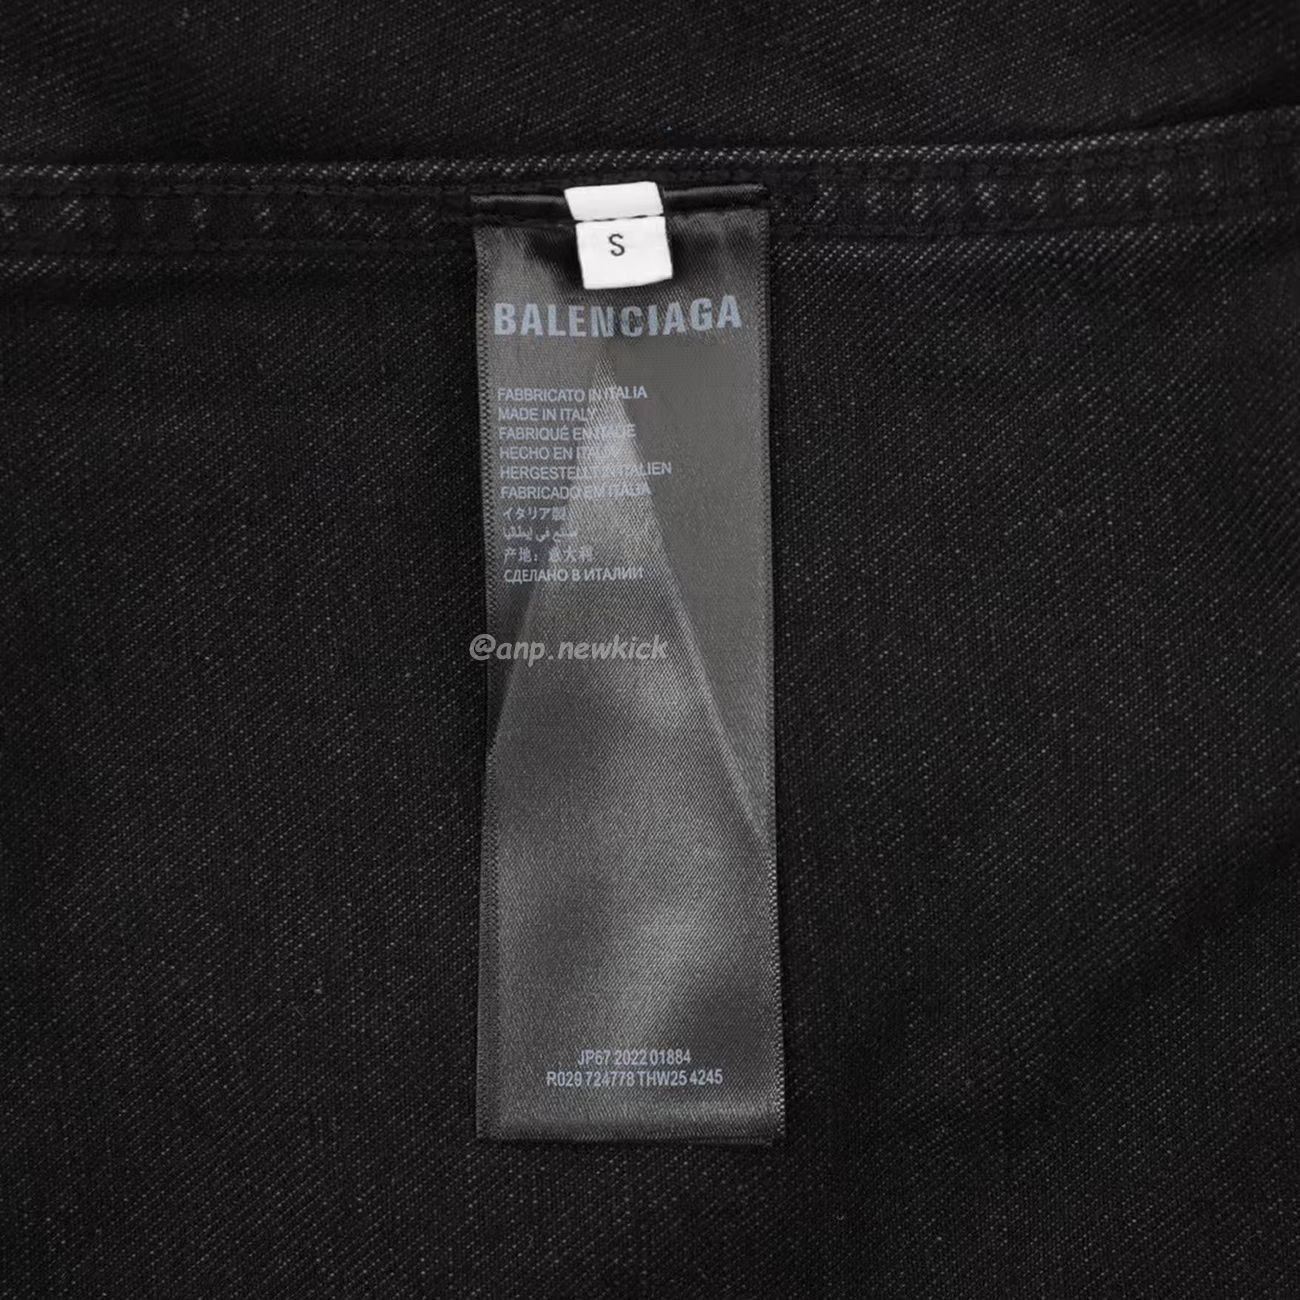 S
BALENCIAGA
FABBRICATO IN ITALIA
MADE IN ITALY
FABRIQUÉ EN ITALIE
HECHO EN ITALIA
HERGESTELLT IN ITALIEN
FABRICADO EM ITALIA
イタリア製
صنع في إيطاليا
产地：意大利
СДЕЛАНО В ИТАЛИИ
@anp.newkick
JP67 2022 01884
R029 724778 THW25 4245